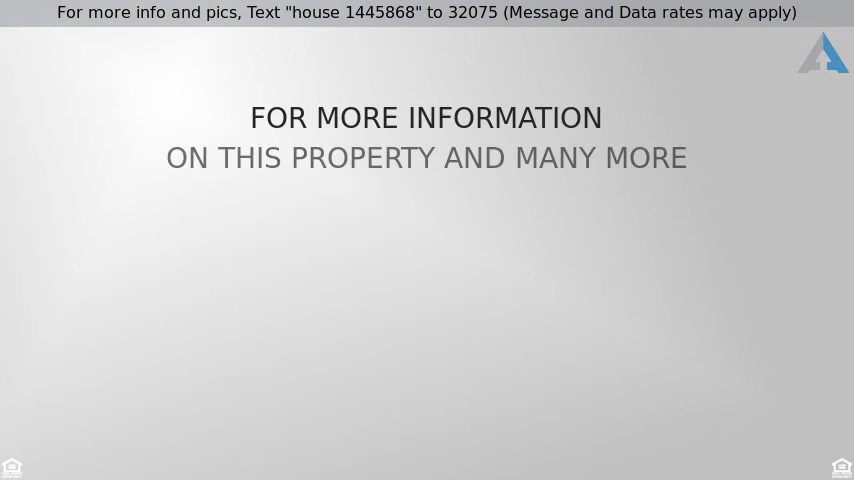 For more info and pics, Text "house 1445868" to 32075 (Message and Data rates may apply)
FOR MORE INFORMATION
ON THIS PROPERTY AND MANY MORE